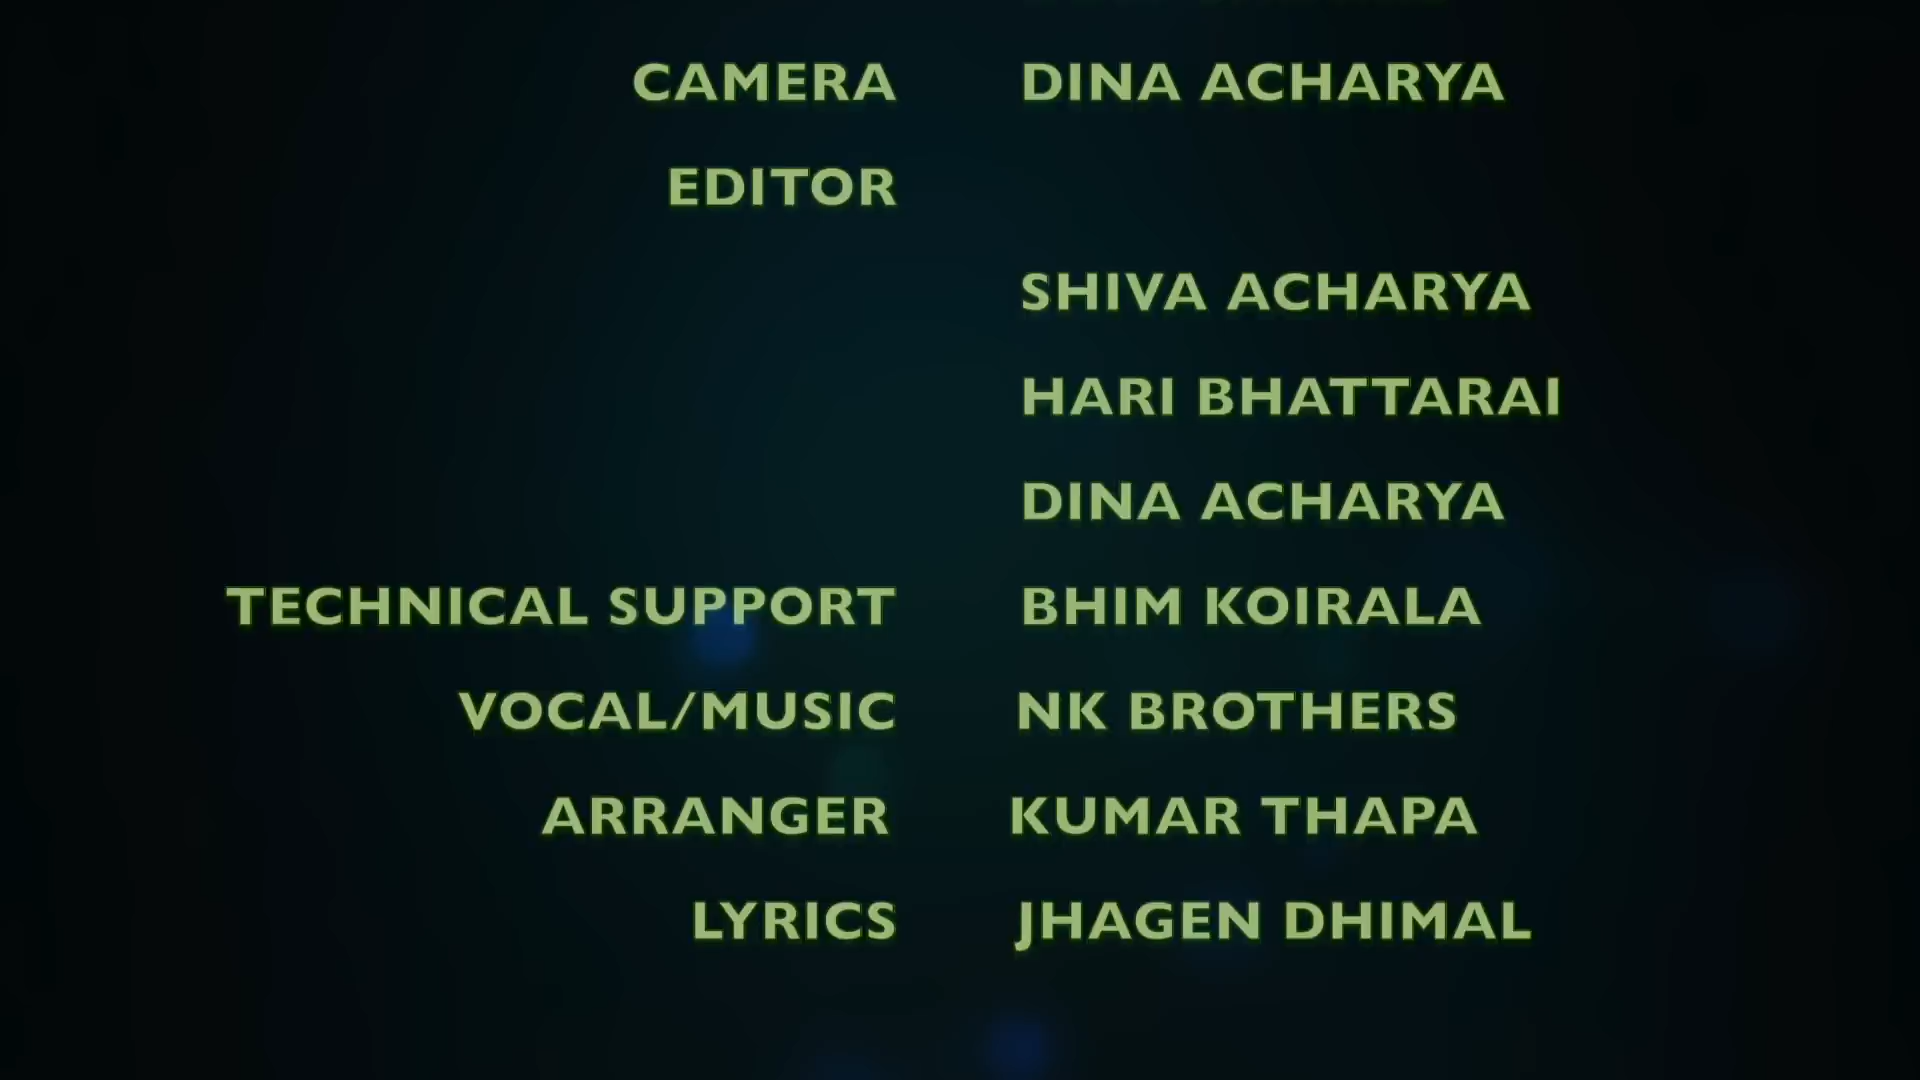 CAMERA DINA ACHARYA
EDITOR
SHIVA ACHARYA
HARI BHATTARAI
DINA ACHARYA
TECHNICAL SUPPORT BHIM KOIRALA
VOCAL/MUSIC NK BROTHERS
ARRANGER KUMAR THAPA
LYRICS JHAGEN DHIMAL